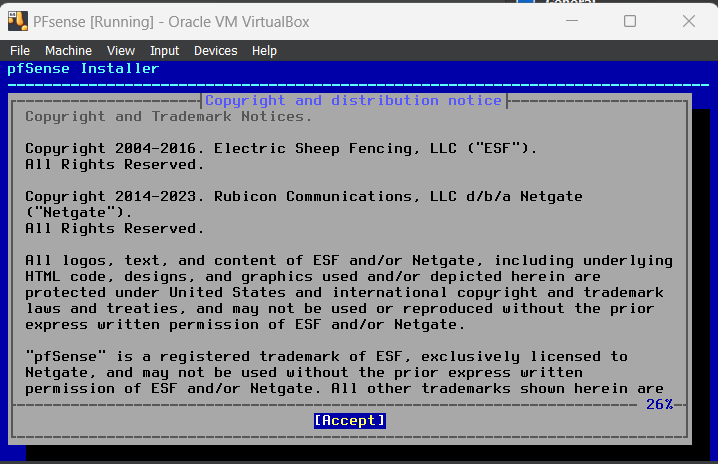 PFsense [Running] - Oracle VM VirtualBox
File Machine View Input Devices Help
pfSense Installer
Copyright and distribution notice
Copyright and Trademark Notices.
Copyright 2004-2016. Electric Sheep Fencing, LLC ("ESF").
All Rights Reserved.
Copyright 2014-2023. Rubicon Communications, LLC d/b/a Netgate
("Netgate").
All Rights Reserved.
All logos, text, and content of ESF and/or Netgate, including underlying
HTML code, designs, and graphics used and/or depicted herein are
protected under United States and international copyright and trademark
laws and treaties, and may not be used or reproduced without the prior
express written permission of ESF and/or Netgate.
"pfSense" is a registered trademark of ESF, exclusively licensed to
Netgate, and may not be used without the prior express written
permission of ESF and/or Netgate. All other trademarks shown herein are
26%
[Accept]